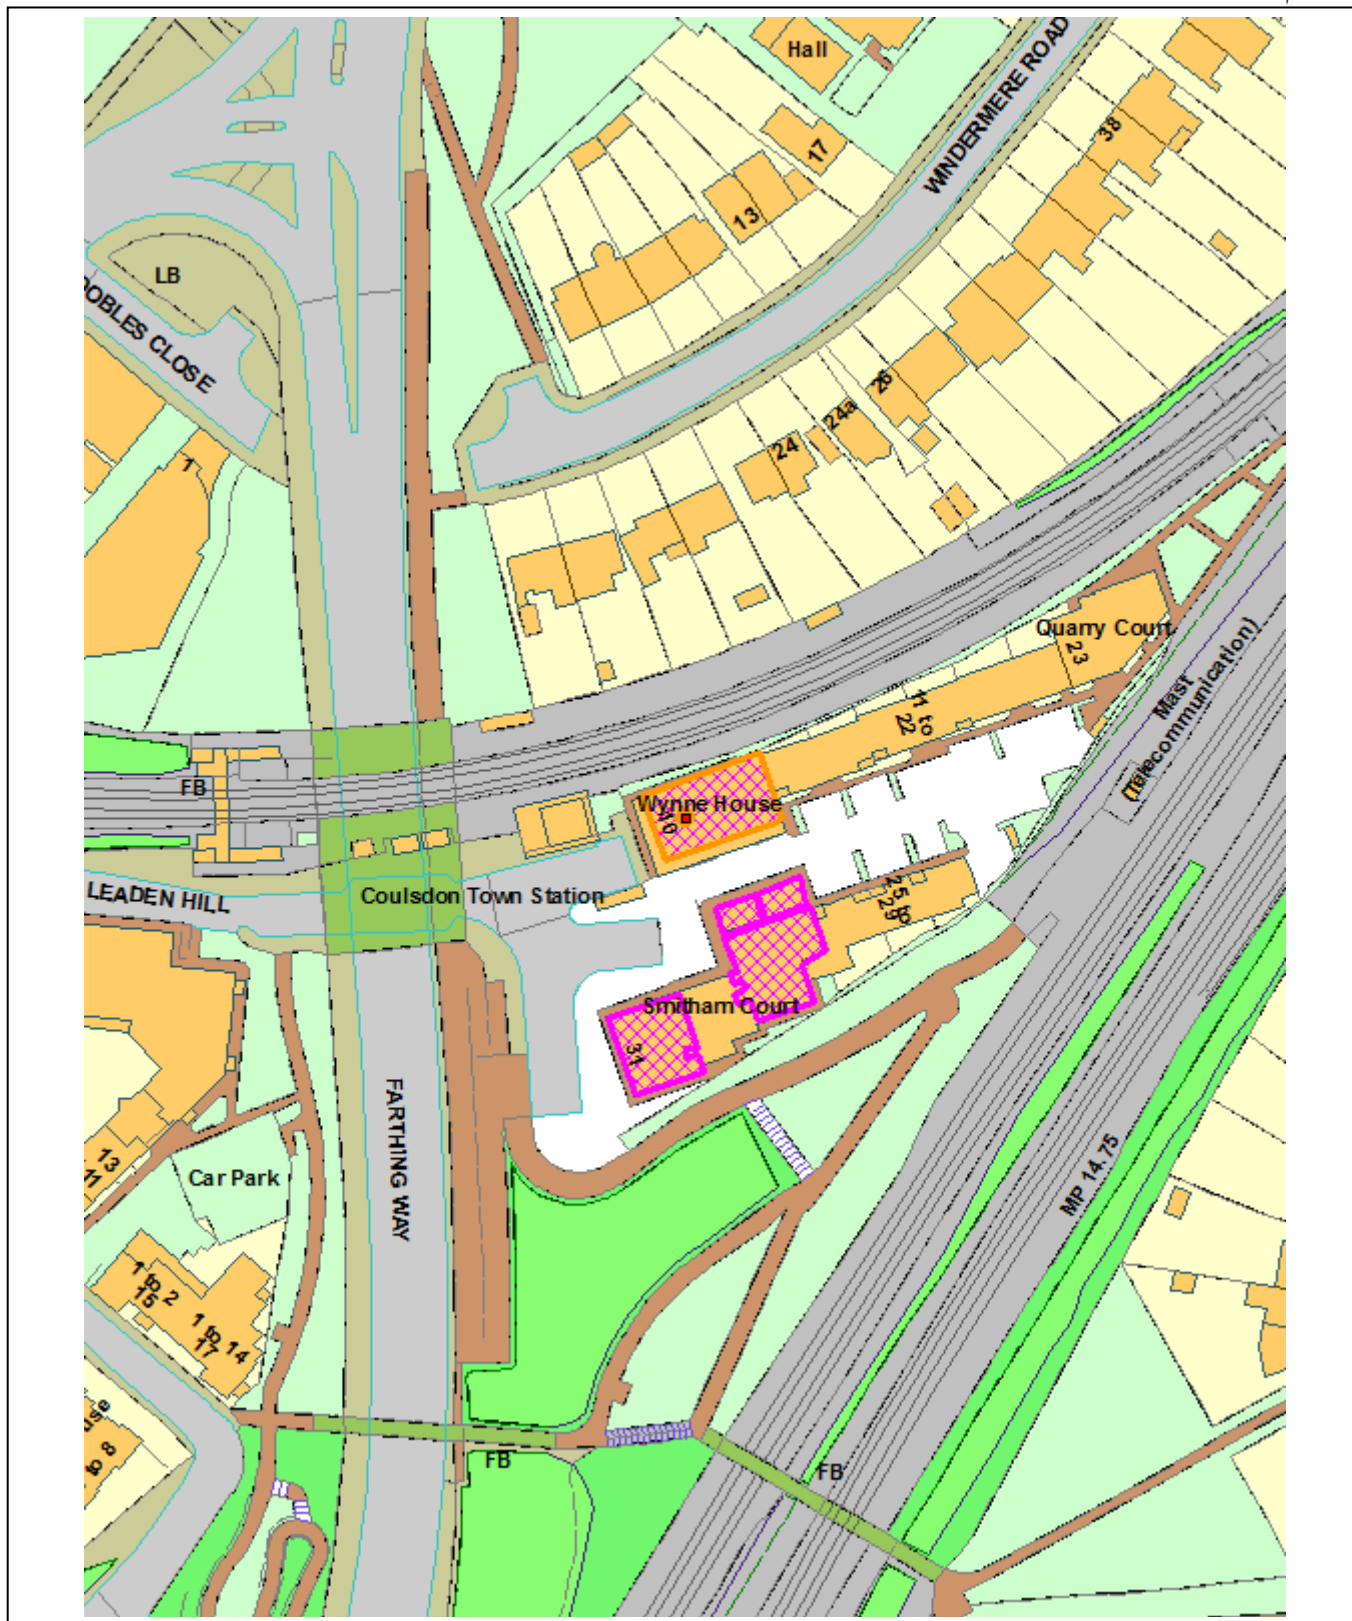 Hall
WINDERMERE ROAD
17
38
13
LB
DOBLES CLOSE
26
24a
24
1
Quarry Court
23
Mast
(Telecommunication)
11 to
22
FB
Wynne House
10
LEADEN HILL
Coulsdon Town Station
25 to
29
Smitham Court
31
FARTHING WAY
MP 14.75
13
11
Car Park
1 to 2
15
1 to 14
17
to 8
FB
FB